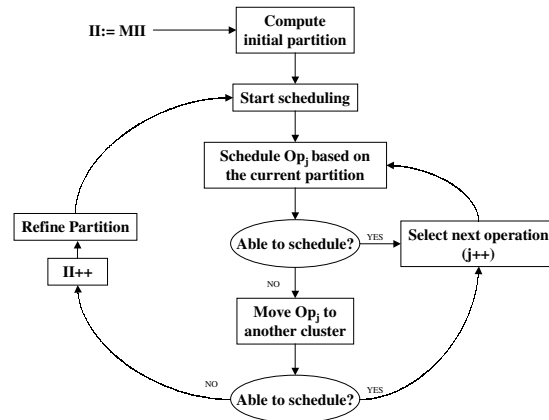 II:= MII
Compute
initial partition
Start scheduling
Schedule Opj based on
the current partition
Refine Partition
Able to schedule?
YES
Select next operation
(j++)
II++
NO
Move Opj to
another cluster
NO
Able to schedule?
YES